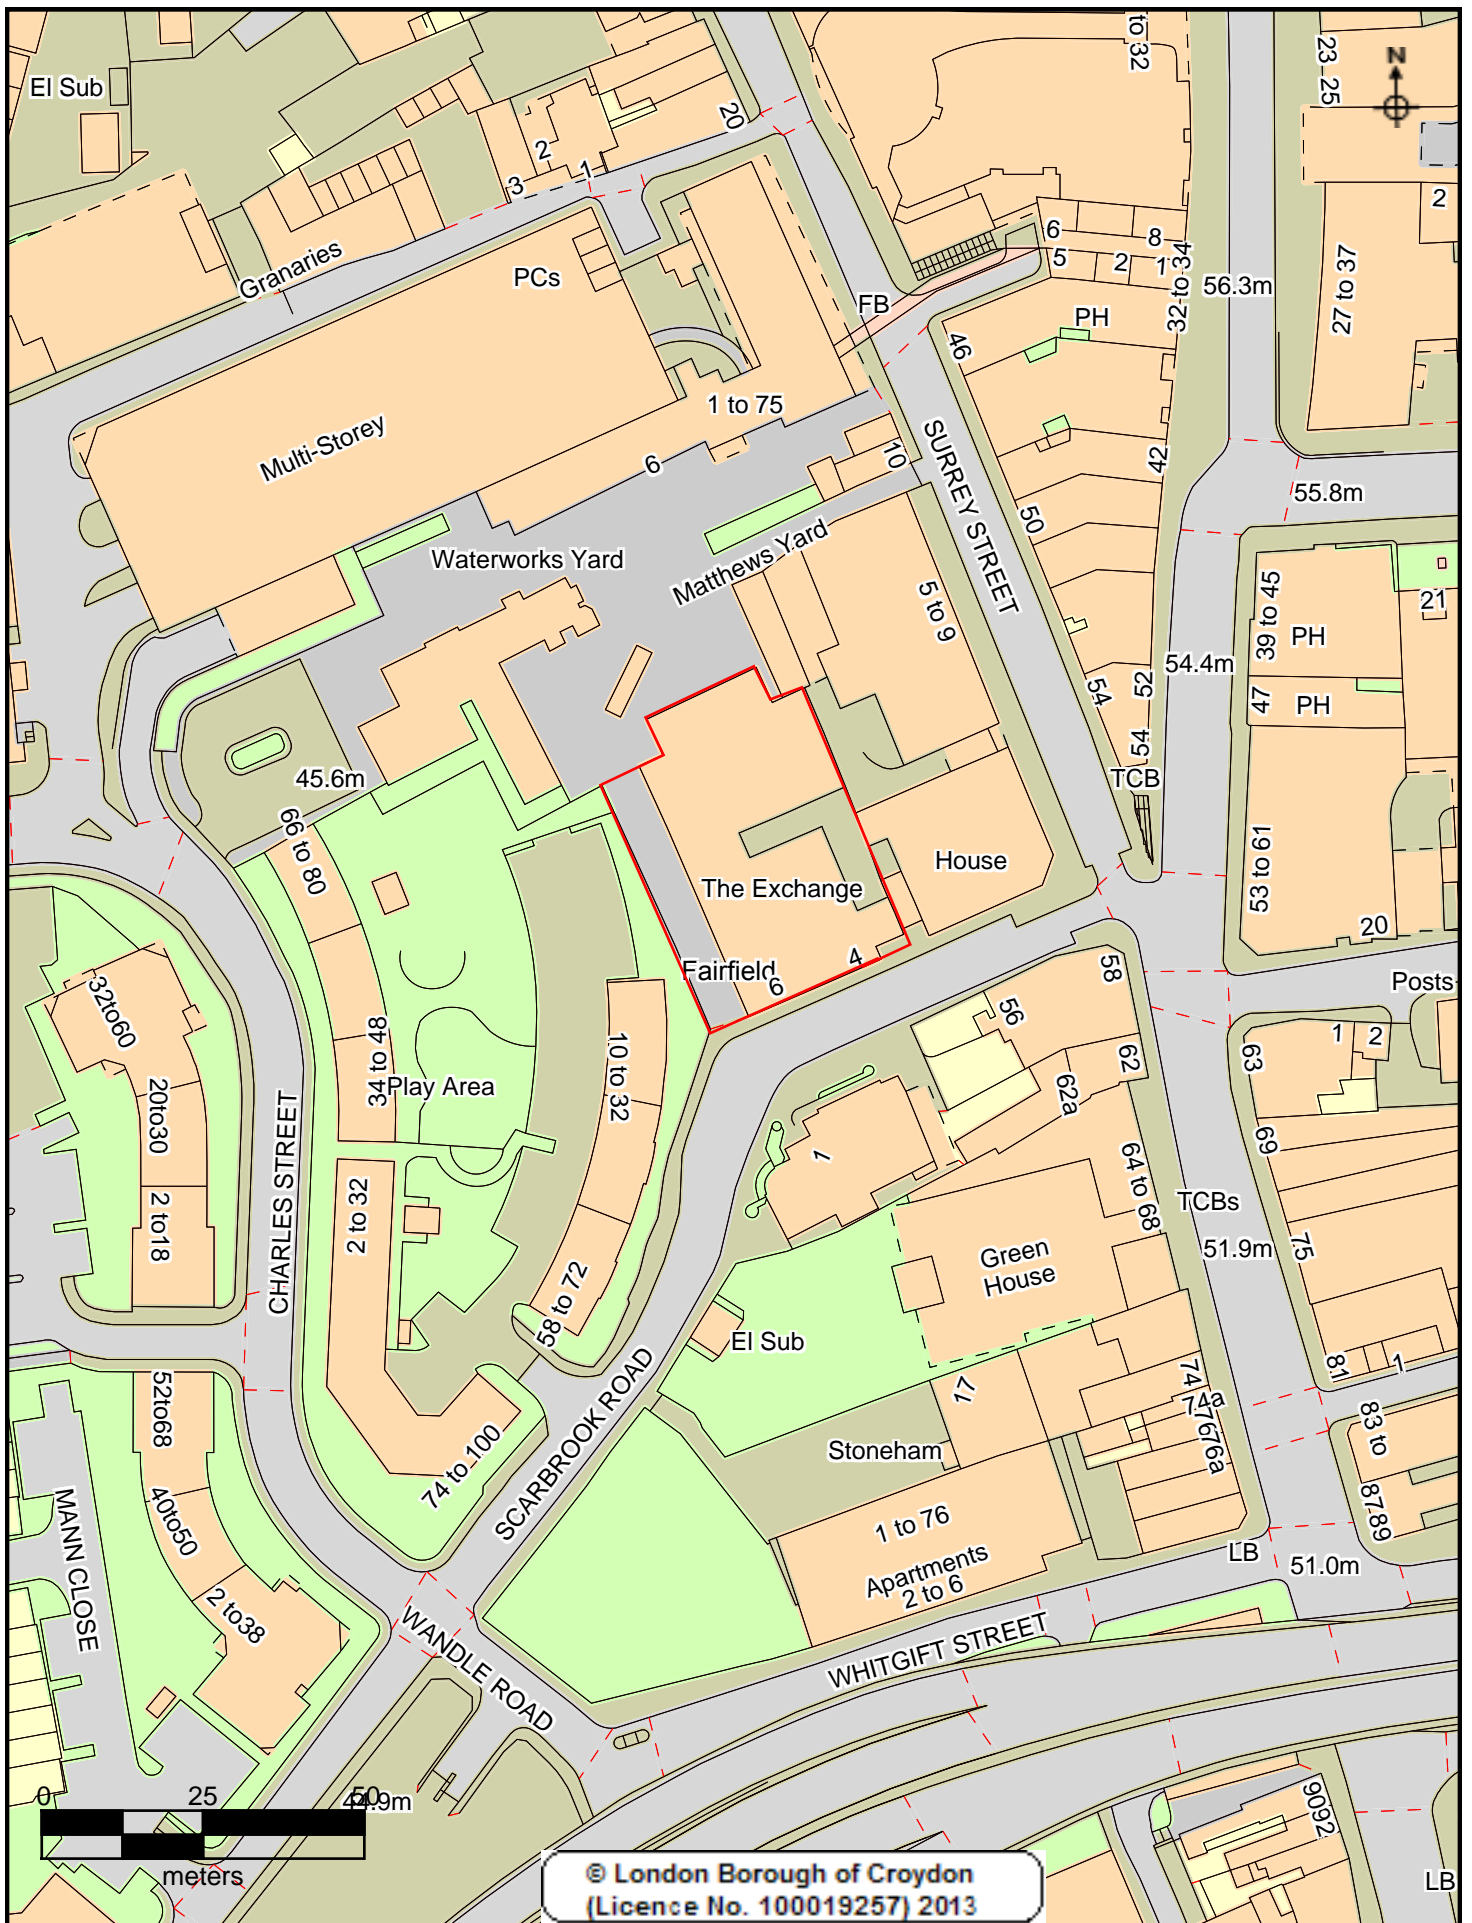 to 32
23
25
N
El Sub
20
2
1
3
2
6
8
5
2
1
32 to 34
56.3m
27 to 37
Granaries
PCs
FB
PH
46
1 to 75
Multi-Storey
6
10
SURREY STREET
42
55.8m
50
Waterworks Yard
Matthews Yard
5 to 9
39 to 45
21
PH
54.4m
54
52
47
PH
54
45.6m
TCB
66 to 80
House
The Exchange
53 to 61
20
4
Fairfield
6
58
Posts
32to60
56
1
2
63
62
34 to 48
10 to 32
Play Area
62a
20to30
69
1
CHARLES STREET
64 to 68
2 to 32
2 to18
TCBs
51.9m
75
Green
House
58 to 72
El Sub
81
1
74
74a
17
76
76a
83 to
52to68
SCARBROOK ROAD
Stoneham
74 to 100
8789
40to50
MANN CLOSE
1 to 76
LB
51.0m
Apartments
2 to 6
2 to38
WANDLE ROAD
WHITGIFT STREET
0
25
50
44.9m
9092
meters
LB
© London Borough of Croydon
(Licence No. 100019257) 2013